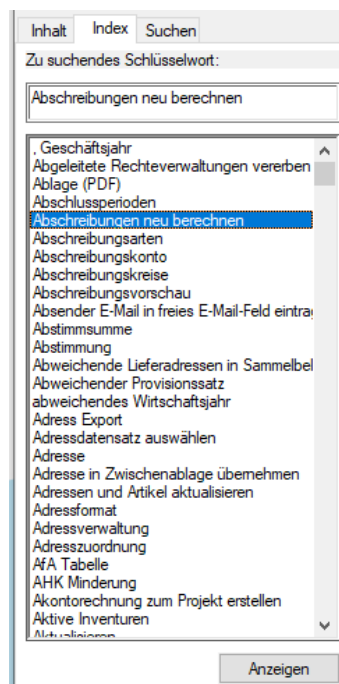 Inhalt Index Suchen
Zu suchendes Schlüsselwort:
Abschreibungen neu berechnen
, Geschäftsjahr
Abgeleitete Rechteverwaltungen vererben
Ablage (PDF)
Abschlussperioden
Abschreibungen neu berechnen
Abschreibungsarten
Abschreibungskonto
Abschreibungskreise
Abschreibungsvorschau
Absender E-Mail in freies E-Mail-Feld eintra
Abstimmsumme
Abstimmung
Abweichende Lieferadressen in Sammelbel
Abweichender Provisionssatz
abweichendes Wirtschaftsjahr
Adress Export
Adressdatensatz auswählen
Adresse
Adresse in Zwischenablage übernehmen
Adressen und Artikel aktualisieren
Adressformat
Adressverwaltung
Adresszuordnung
AfA Tabelle
AHK Minderung
Akontorechnung zum Projekt erstellen
Aktive Inventuren
Aktualisieren
Anzeigen